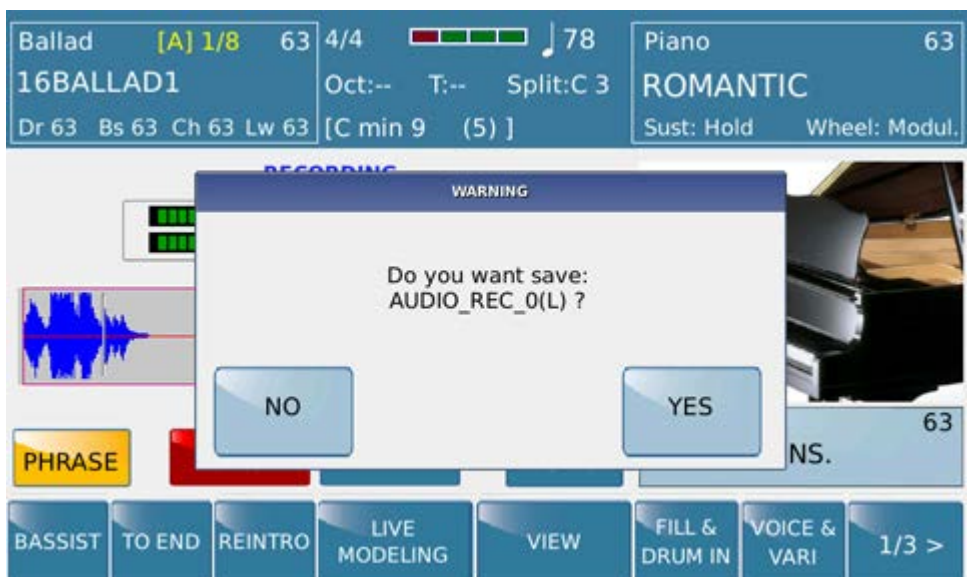 Ballad [A] 1/8 63
16BALLAD1
Dr 63 Bs 63 Ch 63 Lw 63
4/4 78
Oct:-- T:-- Split:C 3
[C min 9 (5) ]
Piano 63
ROMANTIC
Sust: Hold Wheel: Modul.
RECORDING
WARNING
Do you want save:
AUDIO_REC_0(L) ?
NO YES
PHRASE
63
NS.
BASSIST TO END REINTRO
LIVE
MODELING
VIEW
FILL &
DRUM IN
VOICE &
VARI
1/3 >